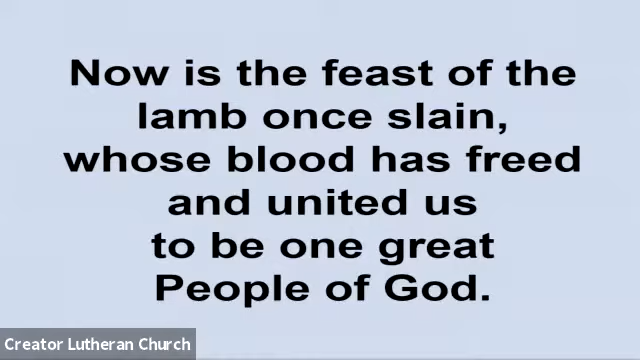 Now is the feast of the
lamb once slain,
whose blood has freed
and united us
to be one great
People of God.
Creator Lutheran Church